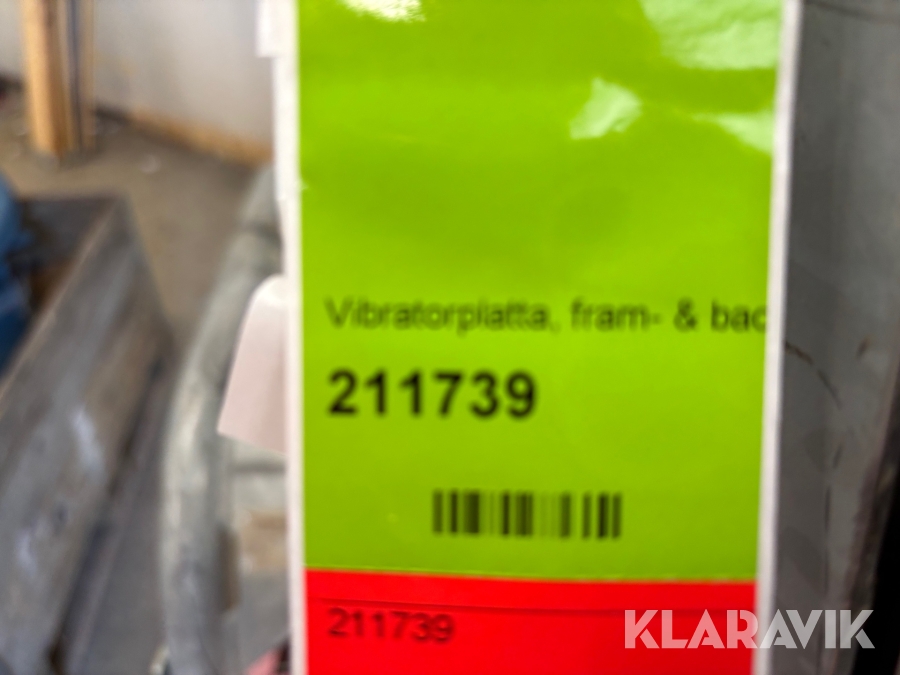 Vibratorplatta, fram- & bac
211739
211739
KLARAVIK